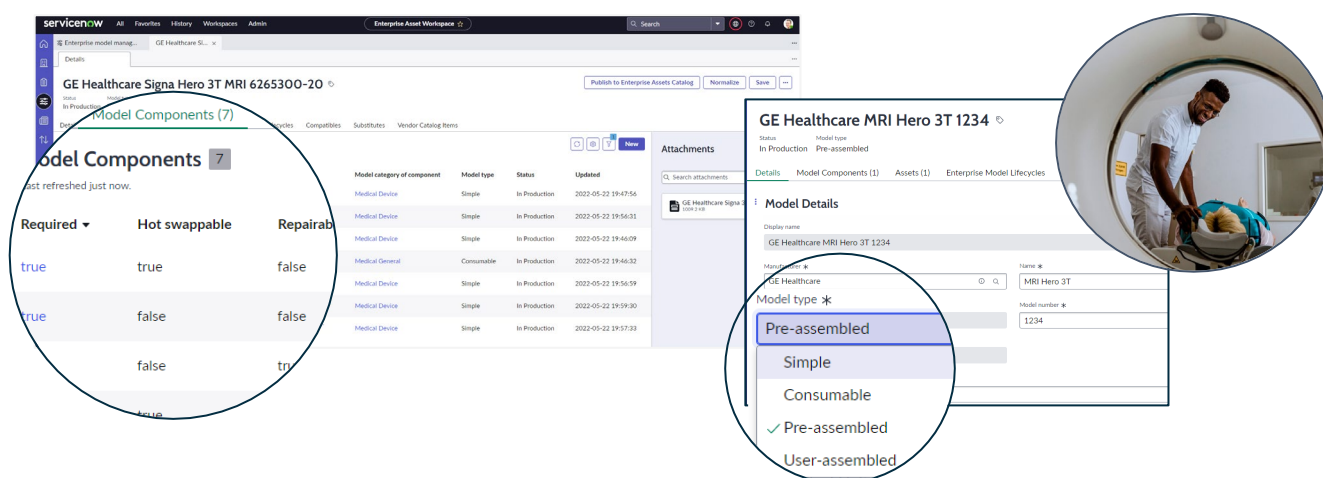 servicenow All Favorites History Workspaces Admin
Enterprise Asset Workspace
Search
Enterprise model manag...
GE Healthcare Si...
Details
GE Healthcare Signa Hero 3T MRI 6265300-20
Publish to Enterprise Assets Catalog Normalize Save
Status
In Production
Model Components (7)
Compatibles Substitutes Vendor Catalog Items
Model Components 7
Last refreshed just now.
New
Required Hot swappable Repairab
true true false
true false false
false
true
Model category of component Model type Status Updated
Medical Device Simple In Production 2022-05-22 19:47:56
Medical Device Simple In Production 2022-05-22 19:56:31
Medical Device Simple In Production 2022-05-22 19:46:09
Medical General Consumable In Production 2022-05-22 19:46:32
Medical Device Simple In Production 2022-05-22 19:56:59
Medical Device Simple In Production 2022-05-22 19:59:30
Medical Device Simple In Production 2022-05-22 19:57:33
Attachments
Search attachments
GE Healthcare Signa 3
1009.2 KB
GE Healthcare MRI Hero 3T 1234
Status Model type
In Production Pre-assembled
Details Model Components (1) Assets (1) Enterprise Model Lifecycles
Model Details
Display name
GE Healthcare MRI Hero 3T 1234
Manufacturer *
GE Healthcare
Name *
MRI Hero 3T
Model number *
1234
Model type *
Pre-assembled
Simple
Consumable
Pre-assembled
User-assembled